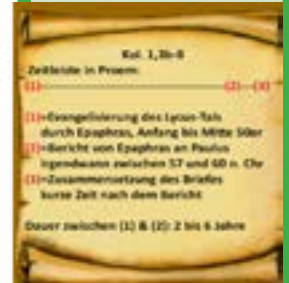 Kol. 1,3b-8
Zeitleiste in Proem:
(1)------------------------------(2)---(3)
(1)=Evangelisierung des Lycus-Tals
durch Epaphras, Anfang bis Mitte 50er
(2)=Bericht von Epaphras an Paulus
irgendwann zwischen 57 und 60 n. Chr
(3)=Zusammensetzung des Briefes
kurze Zeit nach dem Bericht
Dauer zwischen (1) & (2): 2 bis 6 Jahre